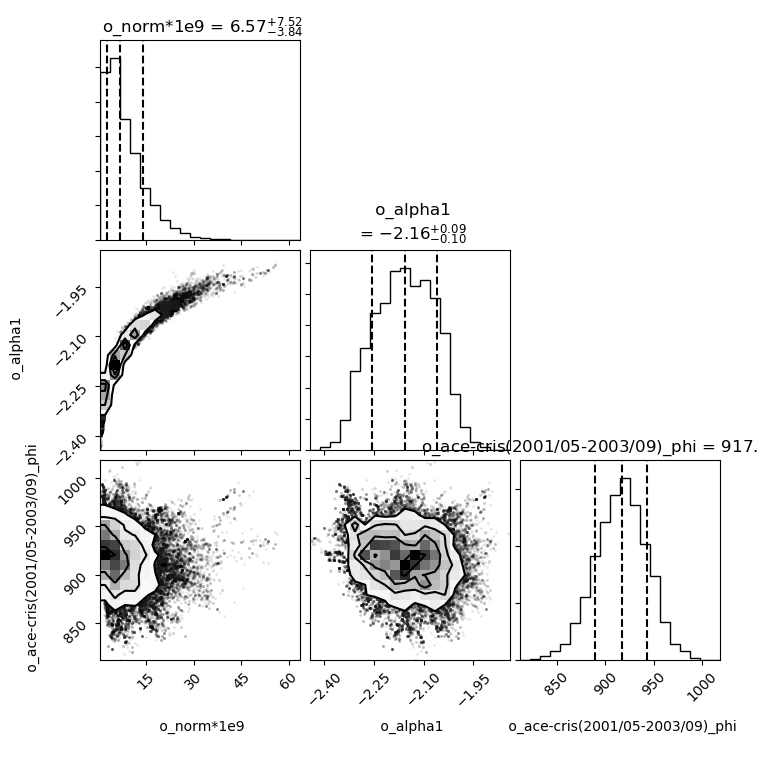 o_norm*1e9 = 6.57+7.52−3.84
o_alpha1
= −2.16+0.09−0.10
o_alpha1
−1.95
−2.10
−2.25
−2.40
o_ace-cris(2001/05-2003/09)_phi = 917.
o_ace-cris(2001/05-2003/09)_phi
1000
950
900
850
15
30
45
60
−2.40
−2.25
−2.10
−1.95
850
900
950
1000
o_norm*1e9
o_alpha1
o_ace-cris(2001/05-2003/09)_phi